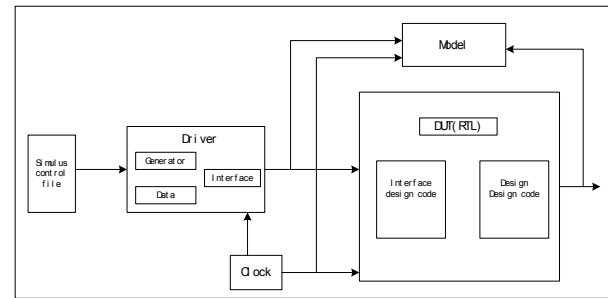 Model
Driver
DUT(RTL)
Simulus
control
file
Generator
Interface
Data
Interface
design code
Design
Design code
Clock